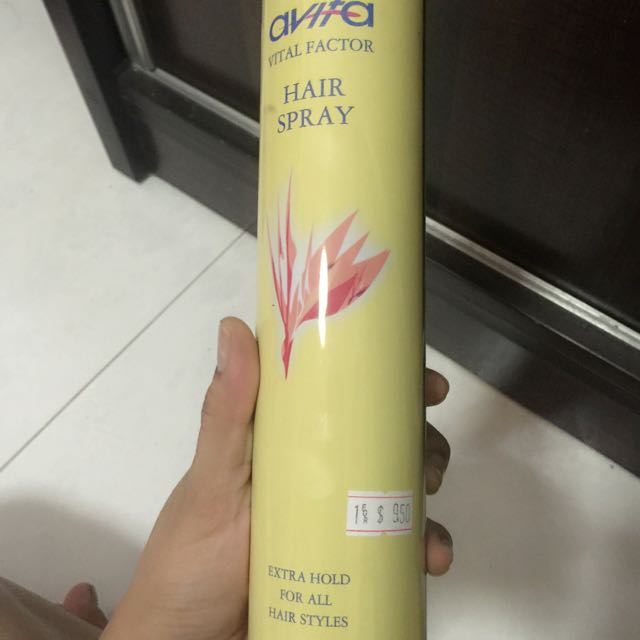 avita
VITAL FACTOR
HAIR
SPRAY
$ 950
EXTRA HOLD
FOR ALL
HAIR STYLES